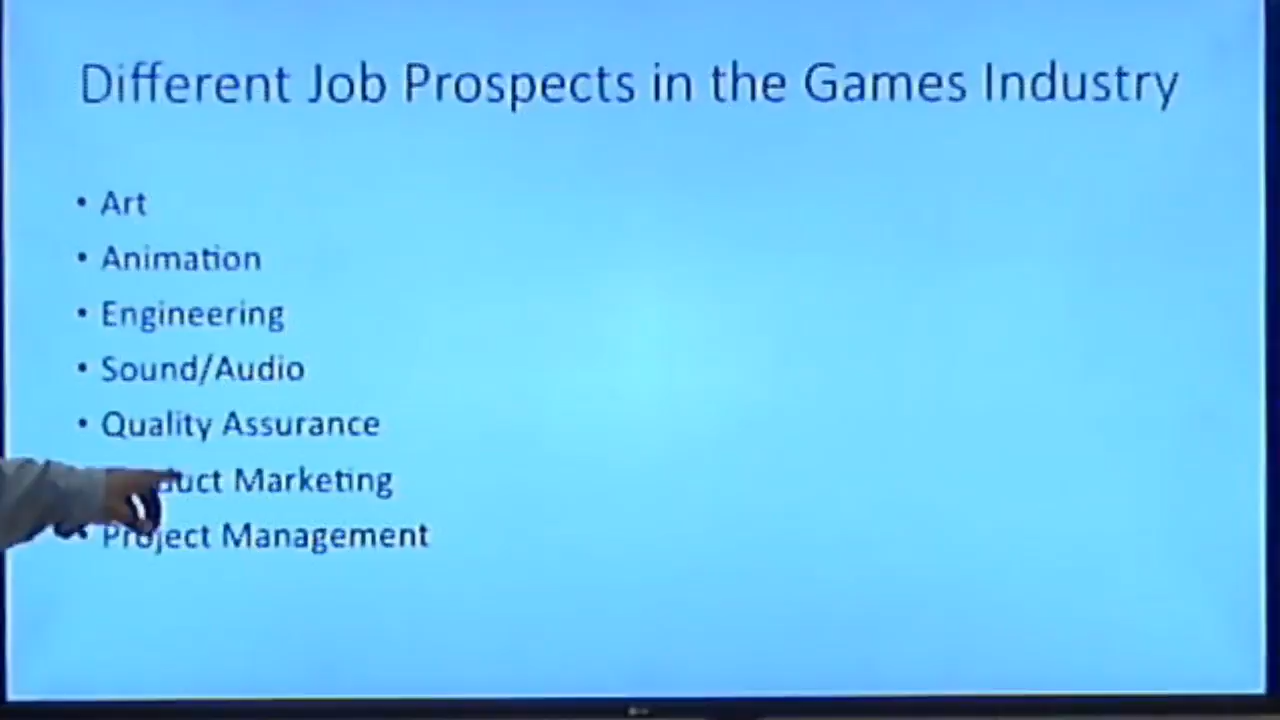 Different Job Prospects in the Games Industry
• Art
• Animation
• Engineering
• Sound/Audio
• Quality Assurance
Marketing
• Project Management